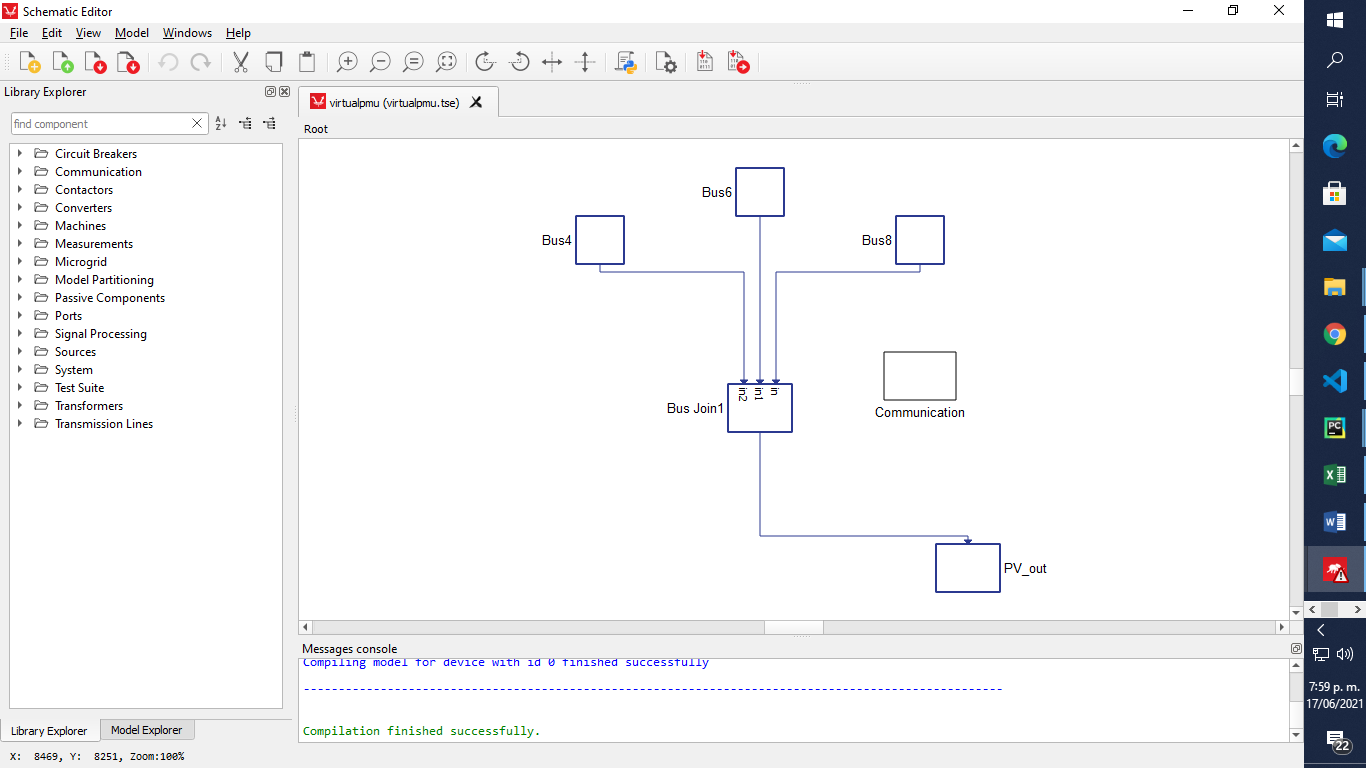 Schematic Editor
File Edit View Model Windows Help
Library Explorer
find component
Circuit Breakers
Communication
Contactors
Converters
Machines
Measurements
Microgrid
Model Partitioning
Passive Components
Ports
Signal Processing
Sources
System
Test Suite
Transformers
Transmission Lines
Library Explorer Model Explorer
X: 8469, Y: 8251, Zoom:100%
virtualpmu (virtualpmu.tse)
Root
Bus6
Bus4
Bus8
in2 in1 in
Bus Join1
Communication
PV_out
Messages console
Compiling model for device with id 0 finished successfully
Compilation finished successfully.
7:59 p. m.
17/06/2021
22